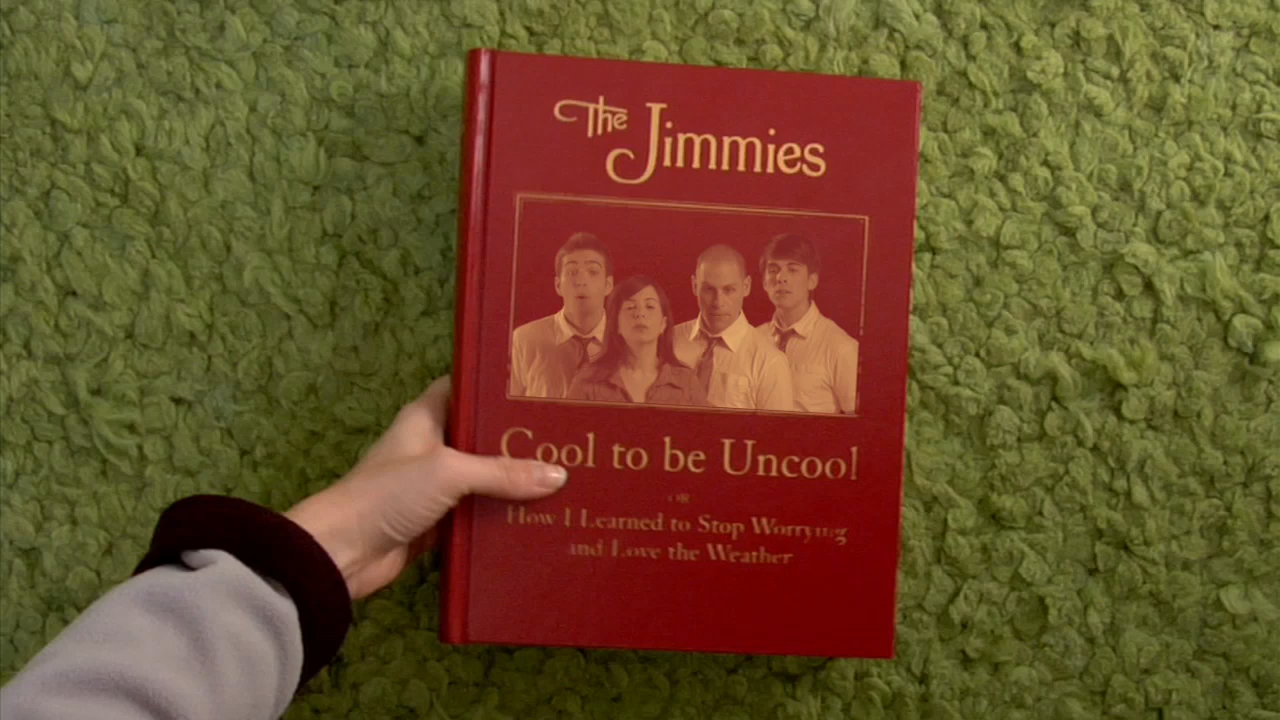 The Jimmies
Cool to be Uncool
OR
How I Learned to Stop Worrying
and Love the Weather